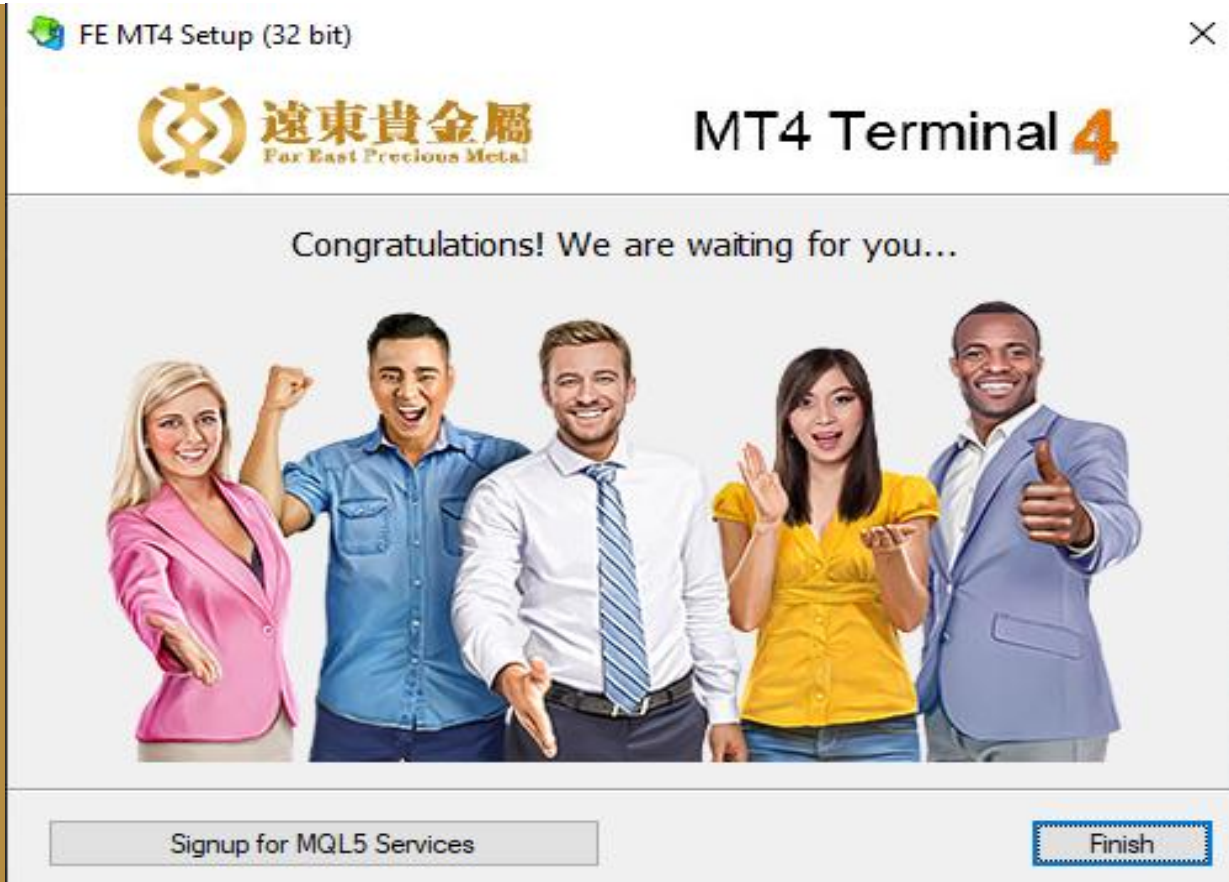 FE MT4 Setup (32 bit)
遠東貴金屬
Far East Precious Metal
MT4 Terminal 4
Congratulations! We are waiting for you...
Signup for MQL5 Services
Finish